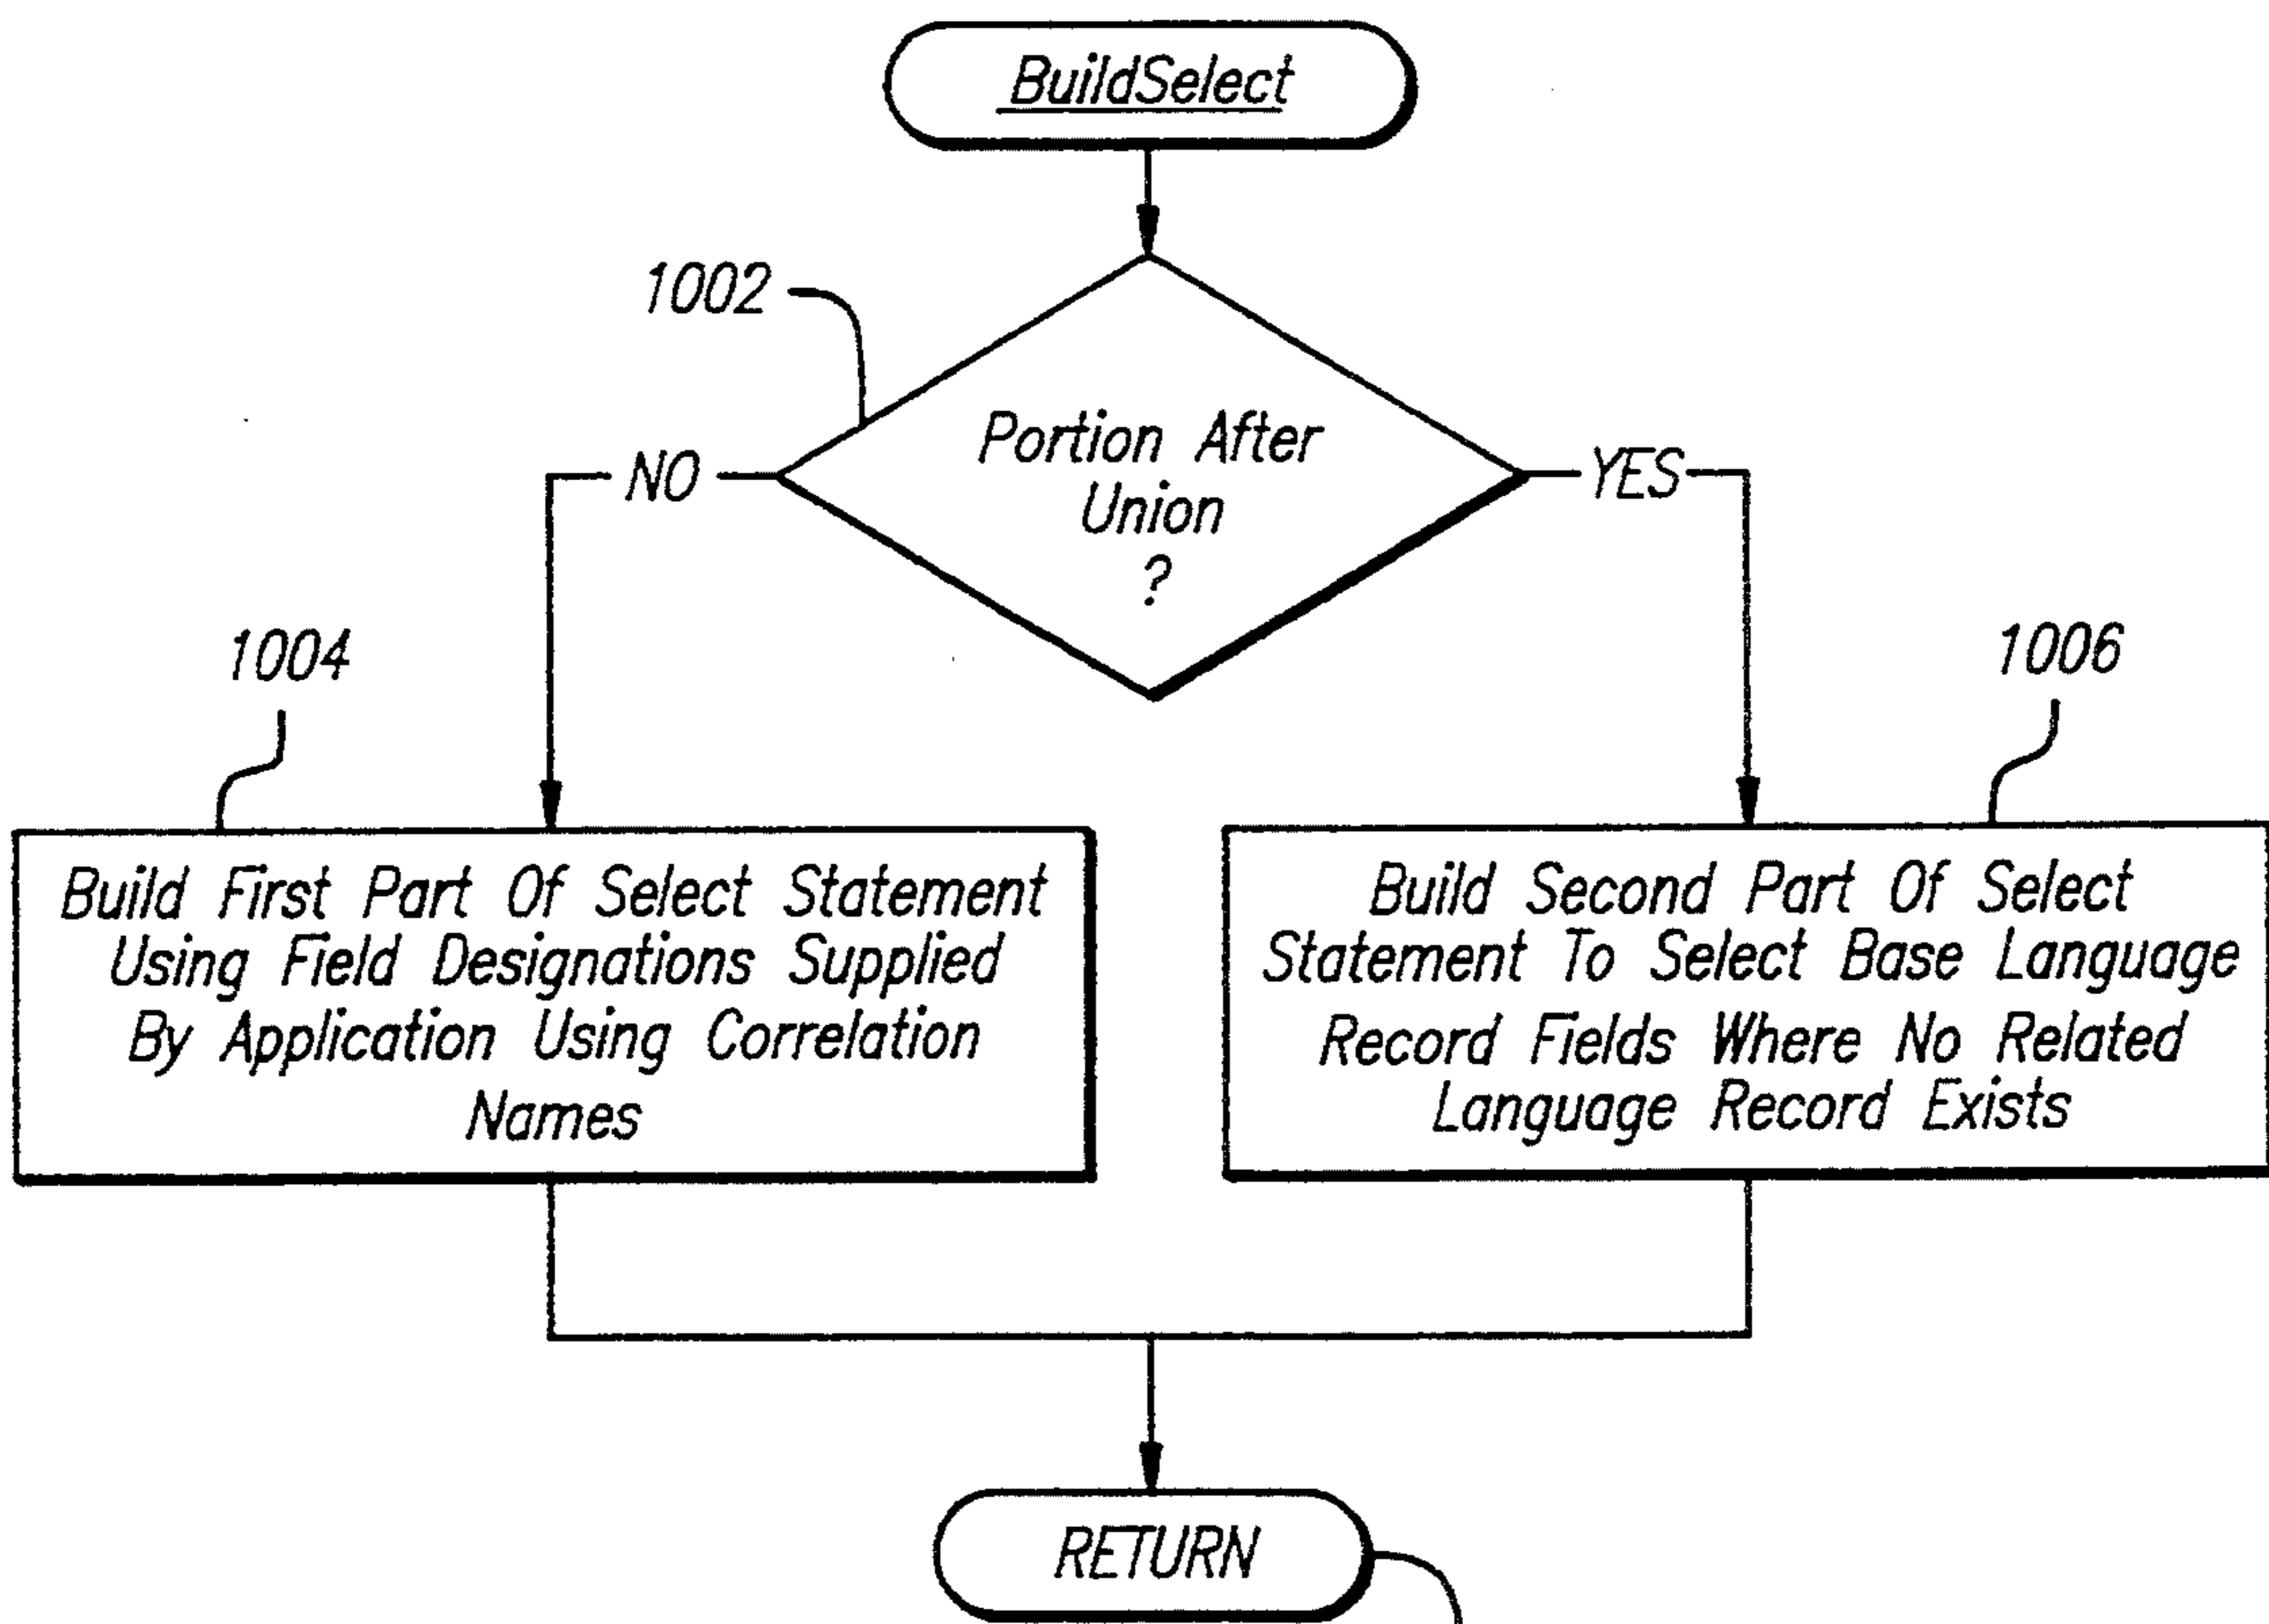 BuildSelect
1002
Portion After
Union
?
NO
YES
1004
1006
Build First Part Of Select Statement
Using Field Designations Supplied
By Application Using Correlation
Names
Build Second Part Of Select
Statement To Select Base Language
Record Fields Where No Related
Language Record Exists
RETURN